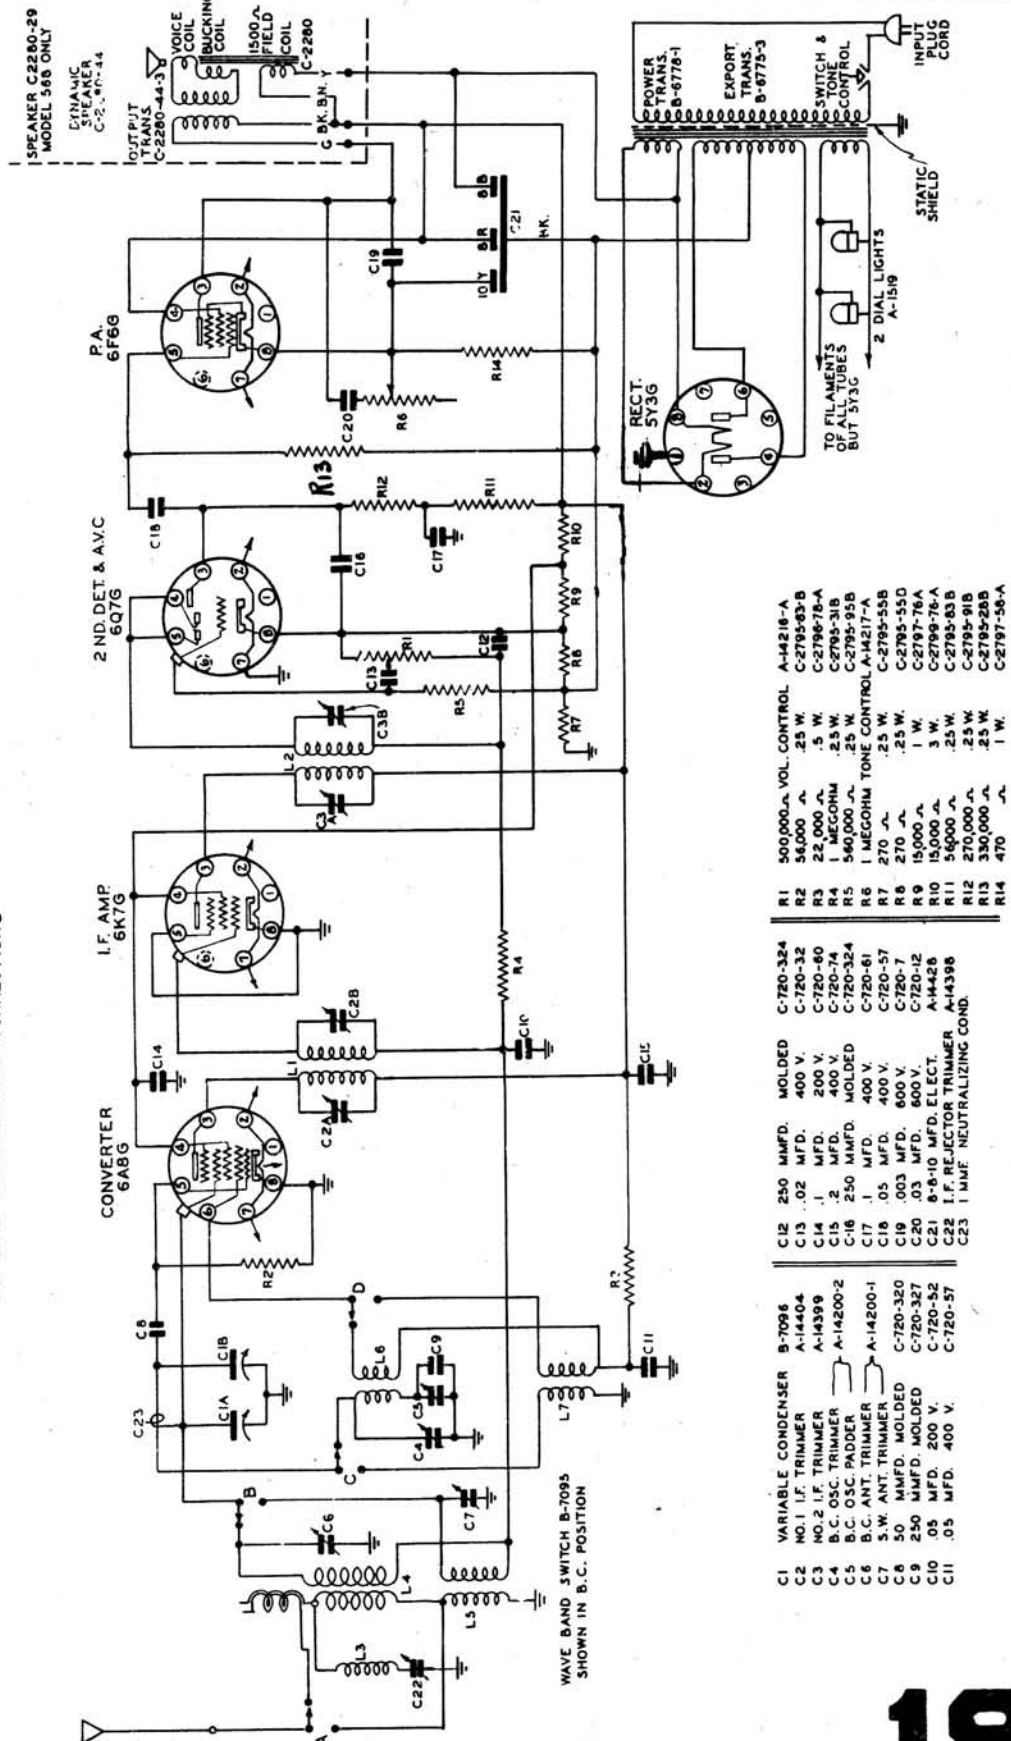 SPEAKER C2280-29
MODEL 568 ONLY
DYNAMIC
SPEAKER
OUTPUT
TRANS.
C-2280-44-3
VOICE
COIL
BUCKING
COIL
1500 Ω
FIELD
COIL
C-2280
G
BK.
B.N.
Y
POWER
TRANS.
B-6778-1
EXPORT
TRANS.
B-6775-3
SWITCH &
TONE
CONTROL
INPUT
PLUG
CORD
STATIC
SHIELD
2 DIAL LIGHTS
A-1519
TO FILAMENTS
OF ALL TUBES
BUT 5Y3G
RECT.
5Y3G
P.A.
6F6G
2 ND. DET. & A.V.C
6Q7G
I.F. AMP.
6K7G
CONVERTER
6A8G
C19
10 Y
8 R
8 B
C21
BK.
R14
C20
R6
R13
C18
R12
R11
C17
C16
R10
R9
R8
R7
C12
R1
C13
R5
C3B
L2
C3A
R4
C2B
L1
C2A
C10
C15
C14
R2
C8
C23
C1A
C1B
D
L6
C9
C5
C4
C
L7
C11
B
C6
C7
L4
L5
L3
C22
WAVE BAND SWITCH B-7095
SHOWN IN B.C. POSITION
C1 VARIABLE CONDENSER B-7096
C2 NO. 1 I.F. TRIMMER A-14404
C3 NO. 2 I.F. TRIMMER A-14399
C4 B.C. OSC. TRIMMER A-14200-2
C5 B.C. OSC. PADDER
C6 B.C. ANT. TRIMMER A-14200-1
C7 S.W. ANT. TRIMMER
C8 50 MMFD. MOLDED C-720-320
C9 250 MMFD. MOLDED C-720-327
C10 .05 MFD. 200 V. C-720-52
C11 .05 MFD. 400 V. C-720-57
C12 250 MMFD. MOLDED C-720-324
C13 .02 MFD. 400 V. C-720-32
C14 .1 MFD. 200 V. C-720-60
C15 .2 MFD. 400 V. C-720-74
C-16 250 MMFD. MOLDED C-720-324
C17 .1 MFD. 400 V. C-720-61
C18 .05 MFD. 400 V. C-720-57
C19 .003 MFD. 600 V. C-720-7
C20 .03 MFD. 600 V. C-720-12
C21 8-8-10 MFD. ELECT. A-14428
C22 I.F. REJECTOR TRIMMER A-14398
C23 1 MMF. NEUTRALIZING COND.
R1 500,000 Ω VOL. CONTROL A-14216-A
R2 56,000 Ω .25 W. C-2795-83-B
R3 22,000 Ω .5 W. C-2796-78-A
R4 1 MEGOHM .25 W. C-2795-31B
R5 560,000 Ω .25 W. C-2795-95B
R6 1 MEGOHM TONE CONTROL A-14217-A
R7 270 Ω .25 W. C-2795-55B
R8 270 Ω .25 W. C-2795-55D
R9 15,000 Ω 1 W. C-2797-76A
R10 15,000 Ω 3 W. C-2799-76-A
R11 56000 Ω .25 W. C-2795-83B
R12 270,000 Ω .25 W. C-2795-91B
R13 330,000 Ω .25 W. C-2795-28B
R14 470 Ω 1 W. C-2797-58-A